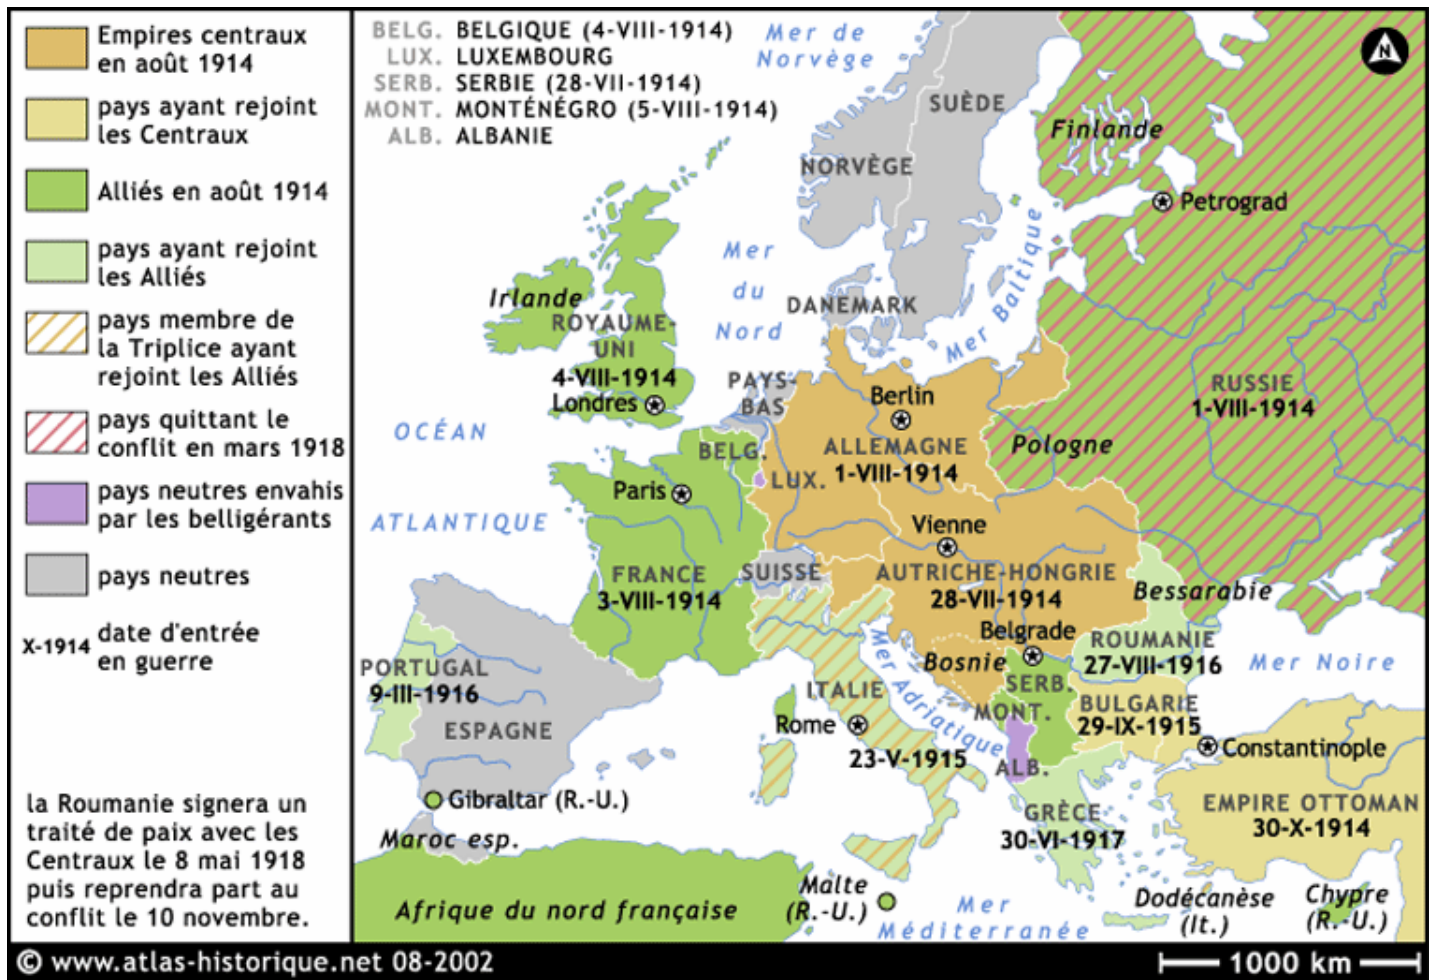 Empires centraux
en août 1914
pays ayant rejoint
les Centraux
Alliés en août 1914
pays ayant rejoint
les Alliés
pays membre de
la Triplice ayant
rejoint les Alliés
pays quittant le
conflit en mars 1918
pays neutres envahis
par les belligérants
pays neutres
X-1914 date d'entrée
en guerre
la Roumanie signera un
traité de paix avec les
Centraux le 8 mai 1918
puis reprendra part au
conflit le 10 novembre.
BELG. BELGIQUE (4-VIII-1914)
LUX. LUXEMBOURG
SERB. SERBIE (28-VII-1914)
MONT. MONTÉNÉGRO (5-VIII-1914)
ALB. ALBANIE
Mer de
Norvège
N
SUÈDE
Finlande
NORVÈGE
Petrograd
Mer
du
Nord
Mer Baltique
Irlande
DANEMARK
ROYAUME-
UNI
4-VIII-1914
Londres
PAYS-
BAS
Berlin
RUSSIE
1-VIII-1914
OCÉAN
ATLANTIQUE
BELG.
ALLEMAGNE
1-VIII-1914
Pologne
LUX.
Paris
Vienne
FRANCE
3-VIII-1914
SUISSE
AUTRICHE-HONGRIE
28-VII-1914
Bessarabie
Belgrade
ROUMANIE
27-VIII-1916
Mer Noire
Bosnie
PORTUGAL
9-III-1916
ITALIE
Mer Adriatique
SERB.
MONT.
BULGARIE
29-IX-1915
ESPAGNE
Rome
23-V-1915
Constantinople
ALB.
Gibraltar (R.-U.)
GRÈCE
30-VI-1917
EMPIRE OTTOMAN
30-X-1914
Maroc esp.
Afrique du nord française
Malte
(R.-U.)
Mer
Méditerranée
Dodécanèse
(It.)
Chypre
(R.-U.)
© www.atlas-historique.net 08-2002
1000 km